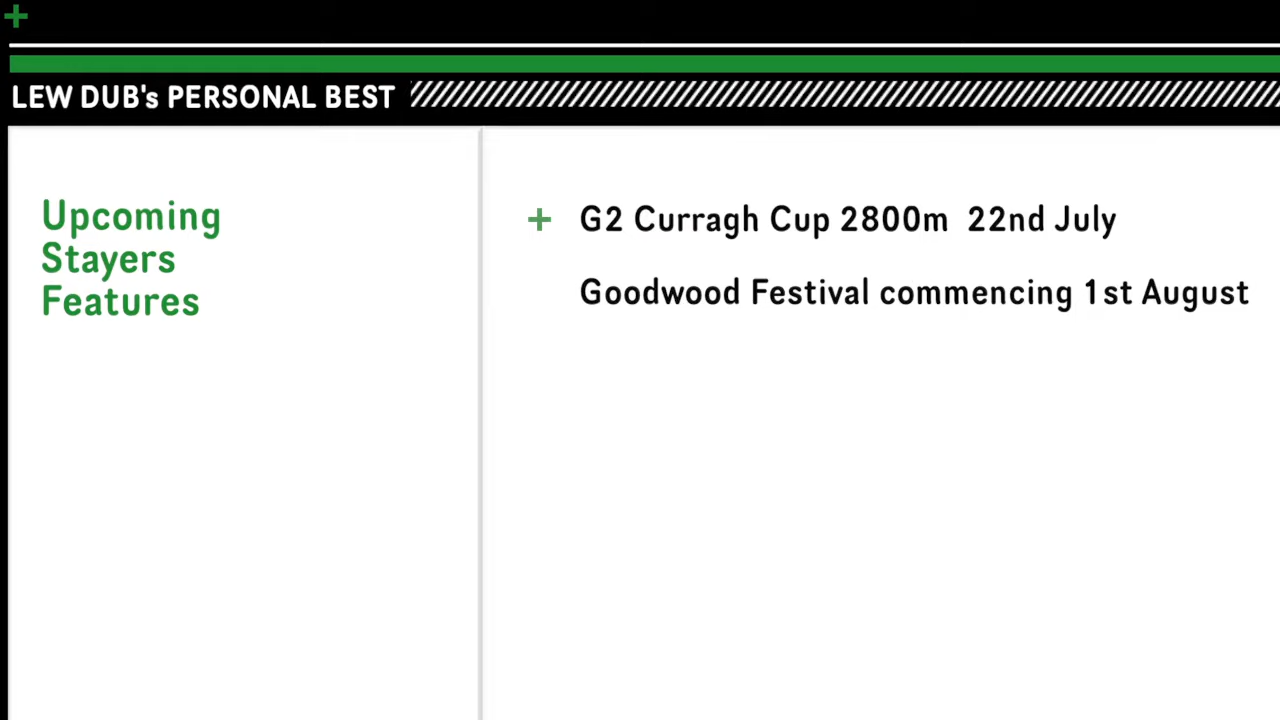 LEW DUB's PERSONAL BEST
Upcoming
Stayers
Features
+ G2 Curragh Cup 2800m 22nd July
Goodwood Festival commencing 1st August